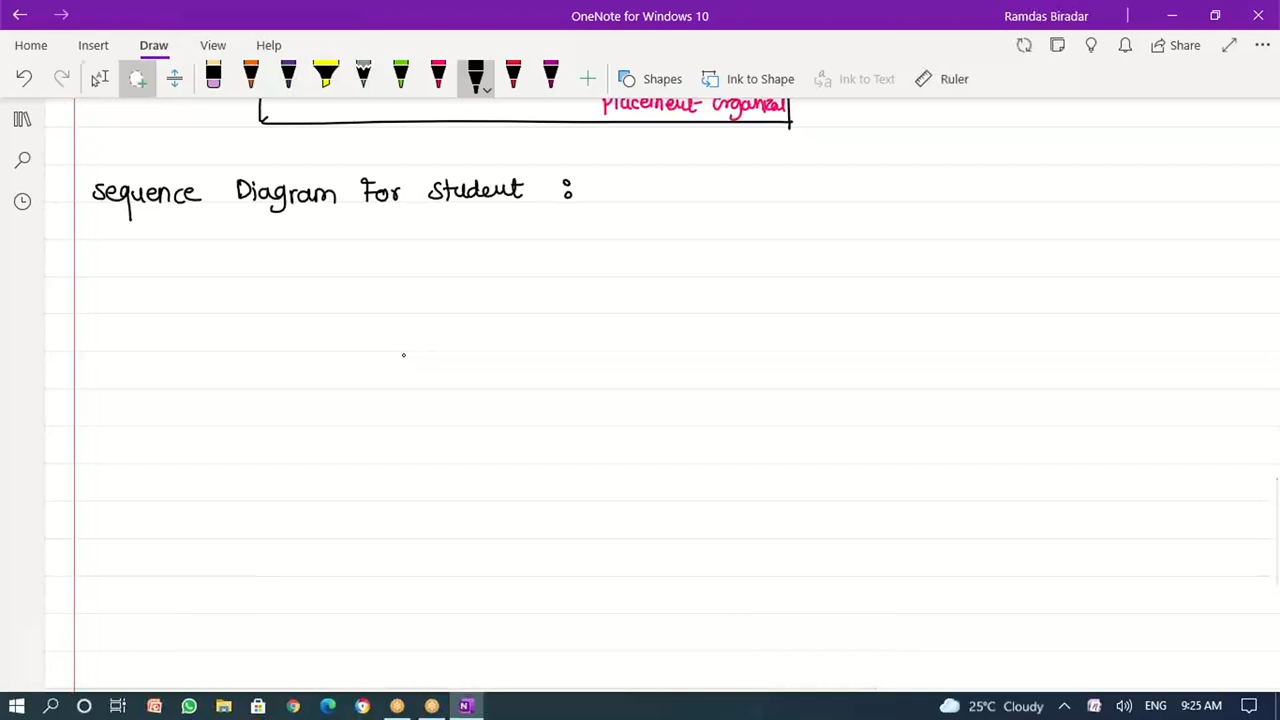 OneNote for Windows 10
Ramdas Biradar
Home Insert Draw View Help
Share
Shapes Ink to Shape Ink to Text Ruler
Placement-
Sequence Diagram For Student :
25°C Cloudy ENG 9:25 AM